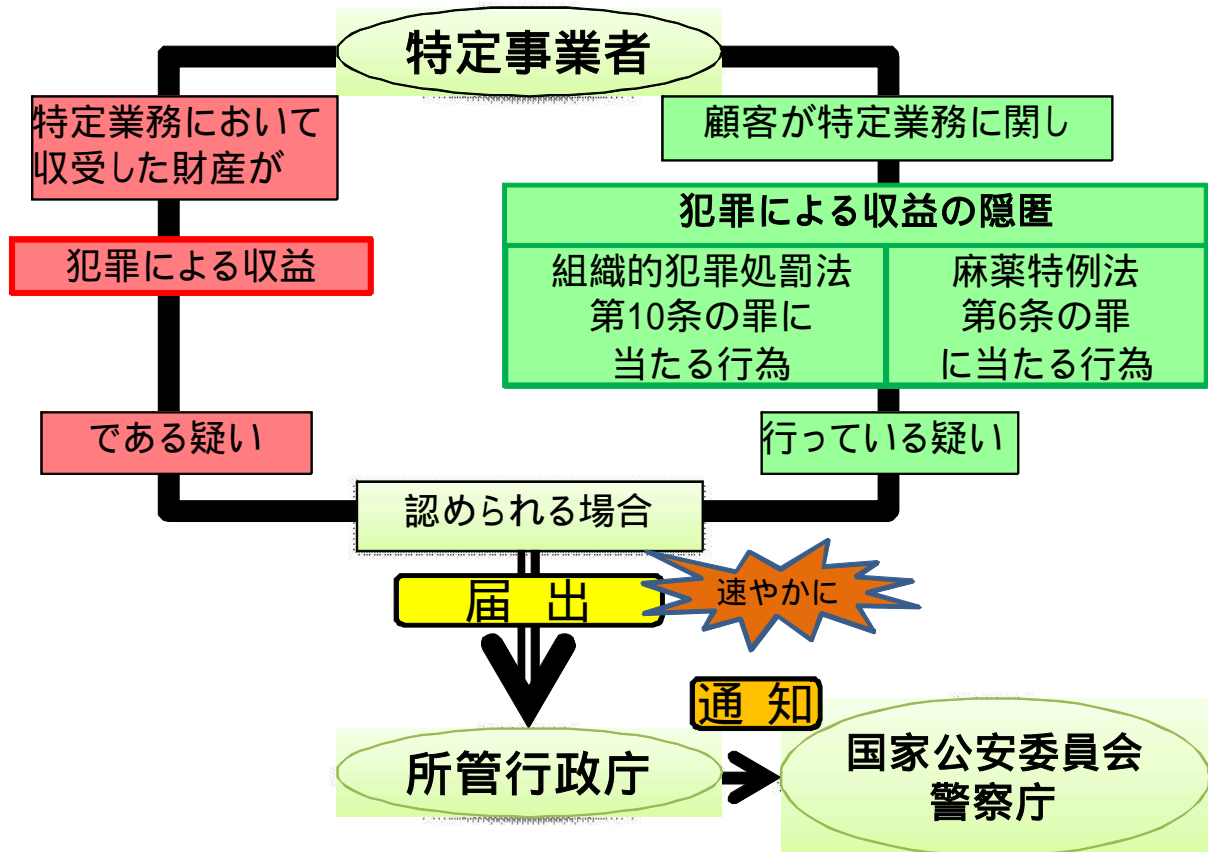 特定事業者
特定業務において
収受した財産が
犯罪による収益
である疑い
顧客が特定業務に関し
犯罪による収益の隠匿
組織的犯罪処罰法
第10条の罪に
当たる行為
麻薬特例法
第6条の罪
に当たる行為
行っている疑い
認められる場合
届 出
速やかに
通 知
所管行政庁
国家公安委員会
警察庁